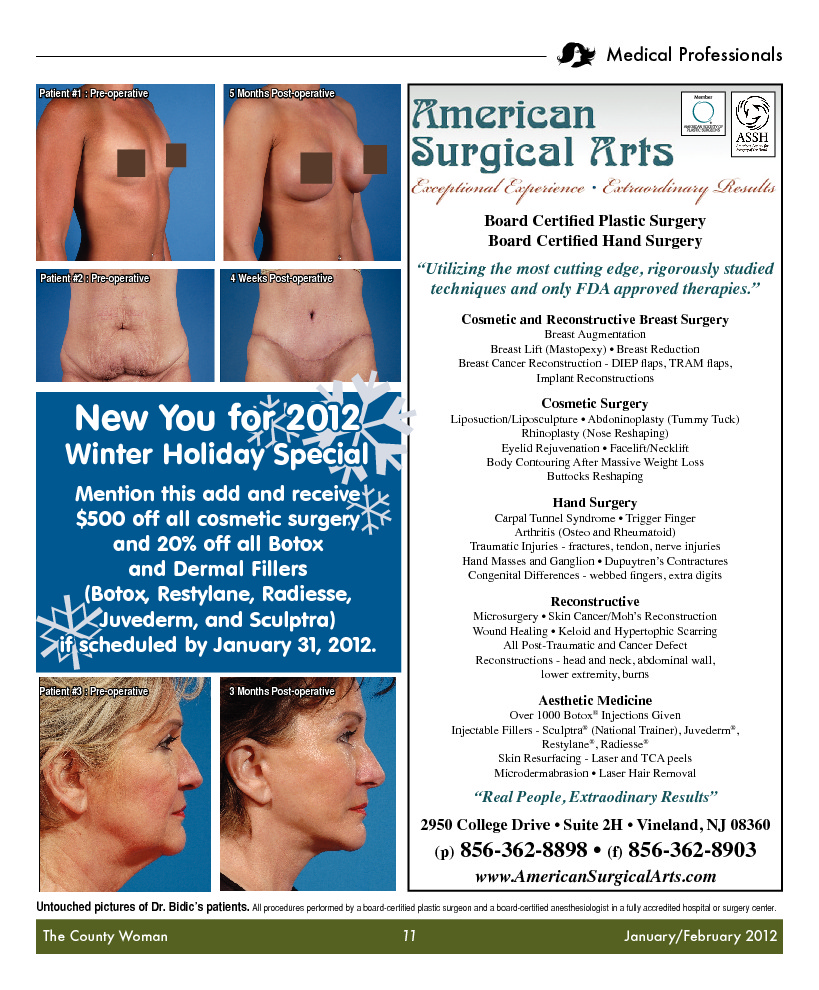 Medical Professionals
Patient #1 : Pre-operative
5 Months Post-operative
Patient #2 : Pre-operative
4 Weeks Post-operative
New You for 2012
Winter Holiday Special
Mention this add and receive
$500 off all cosmetic surgery
and 20% off all Botox
and Dermal Fillers
(Botox, Restylane, Radiesse,
Juvederm, and Sculptra)
if scheduled by January 31, 2012.
Patient #3 : Pre-operative
3 Months Post-operative
American
Surgical Arts
Member
AMERICAN SOCIETY OF
PLASTIC SURGEONS
ASSH
Exceptional Experience • Extraordinary Results
Board Certified Plastic Surgery
Board Certified Hand Surgery
“Utilizing the most cutting edge, rigorously studied
techniques and only FDA approved therapies.”
Cosmetic and Reconstructive Breast Surgery
Breast Augmentation
Breast Lift (Mastopexy) • Breast Reduction
Breast Cancer Reconstruction - DIEP flaps, TRAM flaps,
Implant Reconstructions
Cosmetic Surgery
Liposuction/Liposculpture • Abdoninoplasty (Tummy Tuck)
Rhinoplasty (Nose Reshaping)
Eyelid Rejuvenation • Facelift/Necklift
Body Contouring After Massive Weight Loss
Buttocks Reshaping
Hand Surgery
Carpal Tunnel Syndrome • Trigger Finger
Arthritis (Osteo and Rheumatoid)
Traumatic Injuries - fractures, tendon, nerve injuries
Hand Masses and Ganglion • Dupuytren’s Contractures
Congenital Differences - webbed fingers, extra digits
Reconstructive
Microsurgery • Skin Cancer/Moh’s Reconstruction
Wound Healing • Keloid and Hypertophic Scarring
All Post-Traumatic and Cancer Defect
Reconstructions - head and neck, abdominal wall,
lower extremity, burns
Aesthetic Medicine
Over 1000 Botox® Injections Given
Injectable Fillers - Sculptra® (National Trainer), Juvederm®,
Restylane®, Radiesse®
Skin Resurfacing - Laser and TCA peels
Microdermabrasion • Laser Hair Removal
“Real People, Extraodinary Results”
2950 College Drive • Suite 2H • Vineland, NJ 08360
(p) 856-362-8898 • (f) 856-362-8903
www.AmericanSurgicalArts.com
Untouched pictures of Dr. Bidic’s patients. All procedures performed by a board-certified plastic surgeon and a board-certified anesthesiologist in a fully accredited hospital or surgery center.
The County Woman 11 January/February 2012